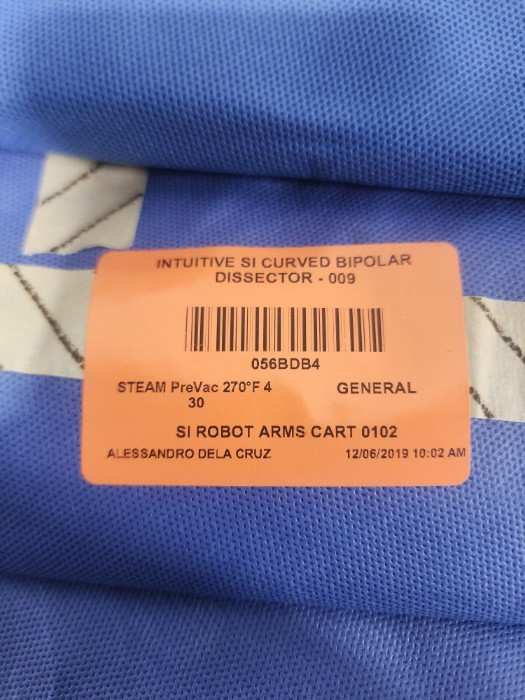 INTUITIVE SI CURVED BIPOLAR
DISSECTOR - 009
056BDB4
STEAM PreVac 270°F 4 GENERAL
30
SI ROBOT ARMS CART 0102
ALESSANDRO DELA CRUZ 12/06/2019 10:02 AM